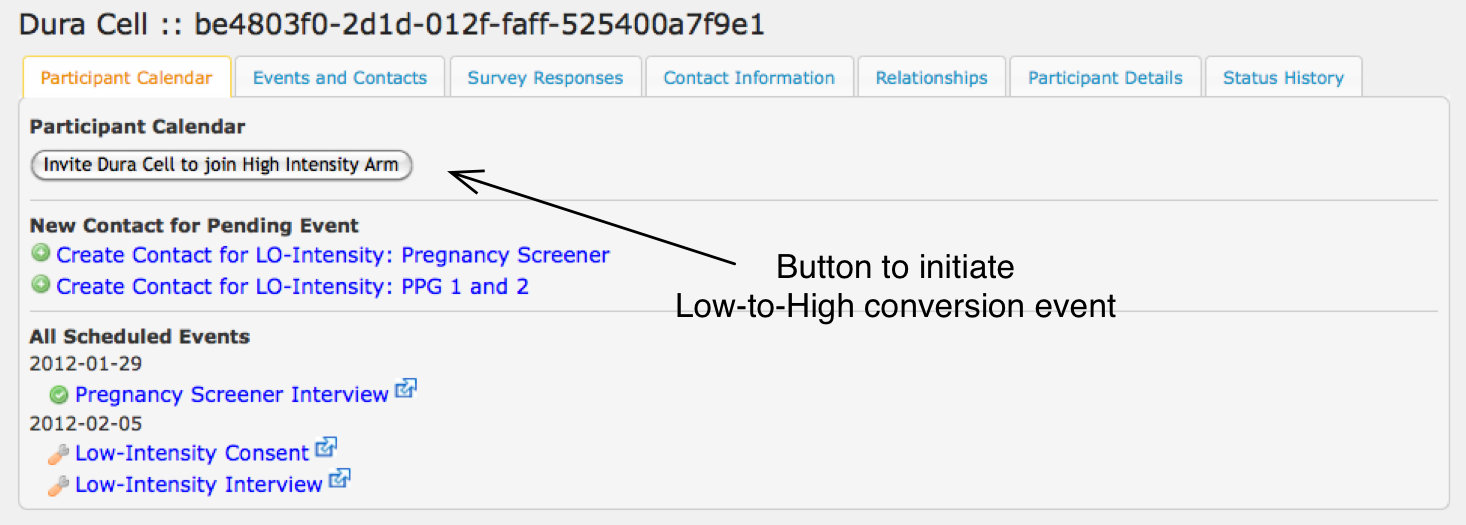 Dura Cell :: be4803f0-2d1d-012f-faff-525400a7f9e1
Participant Calendar
Events and Contacts
Survey Responses
Contact Information
Relationships
Participant Details
Status History
Participant Calendar
Invite Dura Cell to join High Intensity Arm
New Contact for Pending Event
Create Contact for LO-Intensity: Pregnancy Screener
Create Contact for LO-Intensity: PPG 1 and 2
Button to initiate
Low-to-High conversion event
All Scheduled Events
2012-01-29
Pregnancy Screener Interview
2012-02-05
Low-Intensity Consent
Low-Intensity Interview